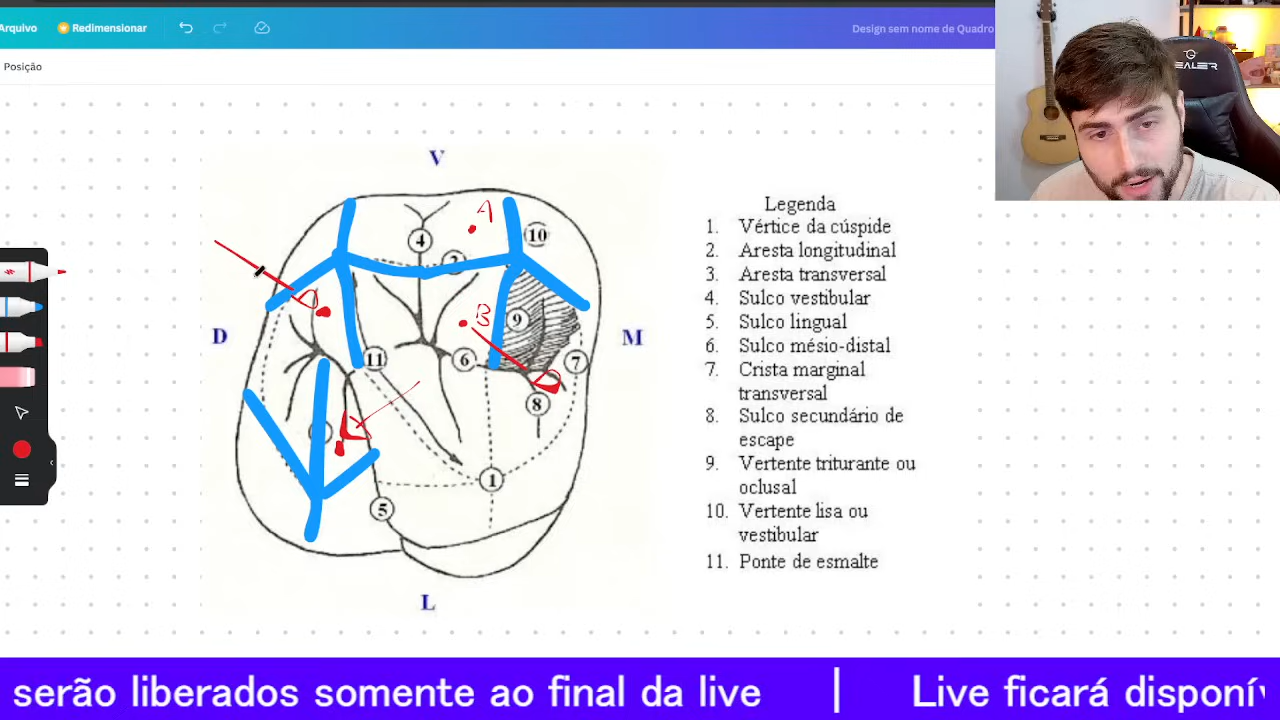 Arquivo
Redimensionar
Design sem nome de Quadro
Posição
V
D
M
L
4
10
A
9
B
11
6
7
8
1
5
Legenda
1. Vértice da cúspide
2. Aresta longitudinal
3. Aresta transversal
4. Sulco vestibular
5. Sulco lingual
6. Sulco mésio-distal
7. Crista marginal
transversal
8. Sulco secundário de
escape
9. Vertente triturante ou
oclusal
10. Vertente lisa ou
vestibular
11. Ponte de esmalte
serão liberados somente ao final da live | Live ficará disponív